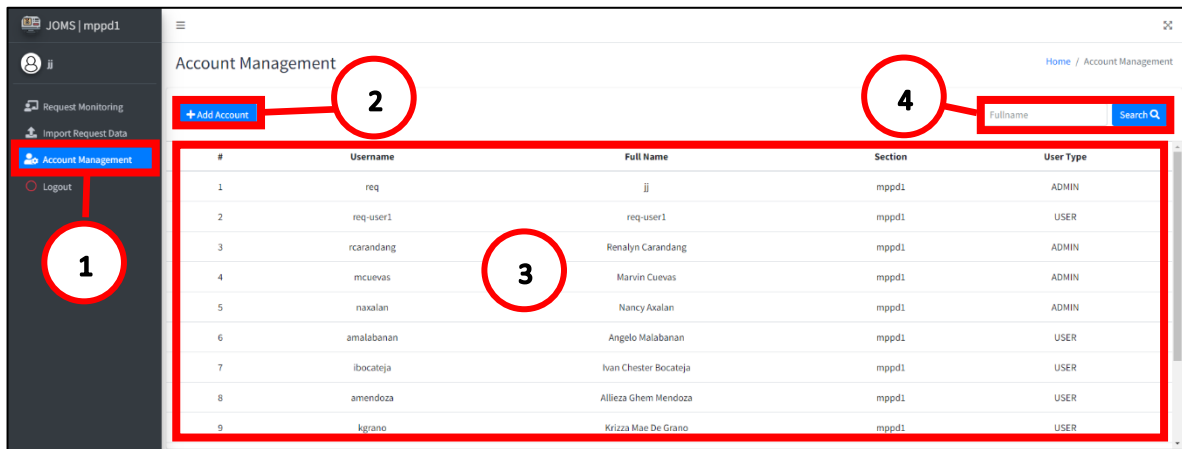 JOMS | mppd1
jj
Request Monitoring
Import Request Data
Account Management
Logout
1
Account Management
Home / Account Management
+ Add Account
2
4
Fullname
Search
# Username Full Name Section User Type
1 req jj mppd1 ADMIN
2 req-user1 req-user1 mppd1 USER
3 rcarandang Renalyn Carandang mppd1 ADMIN
4 mcuevas Marvin Cuevas mppd1 ADMIN
5 naxalan Nancy Axalan mppd1 ADMIN
6 amalabanan Angelo Malabanan mppd1 USER
7 ibocateja Ivan Chester Bocateja mppd1 USER
8 amendoza Allieza Ghem Mendoza mppd1 USER
9 kgrano Krizza Mae De Grano mppd1 USER
3